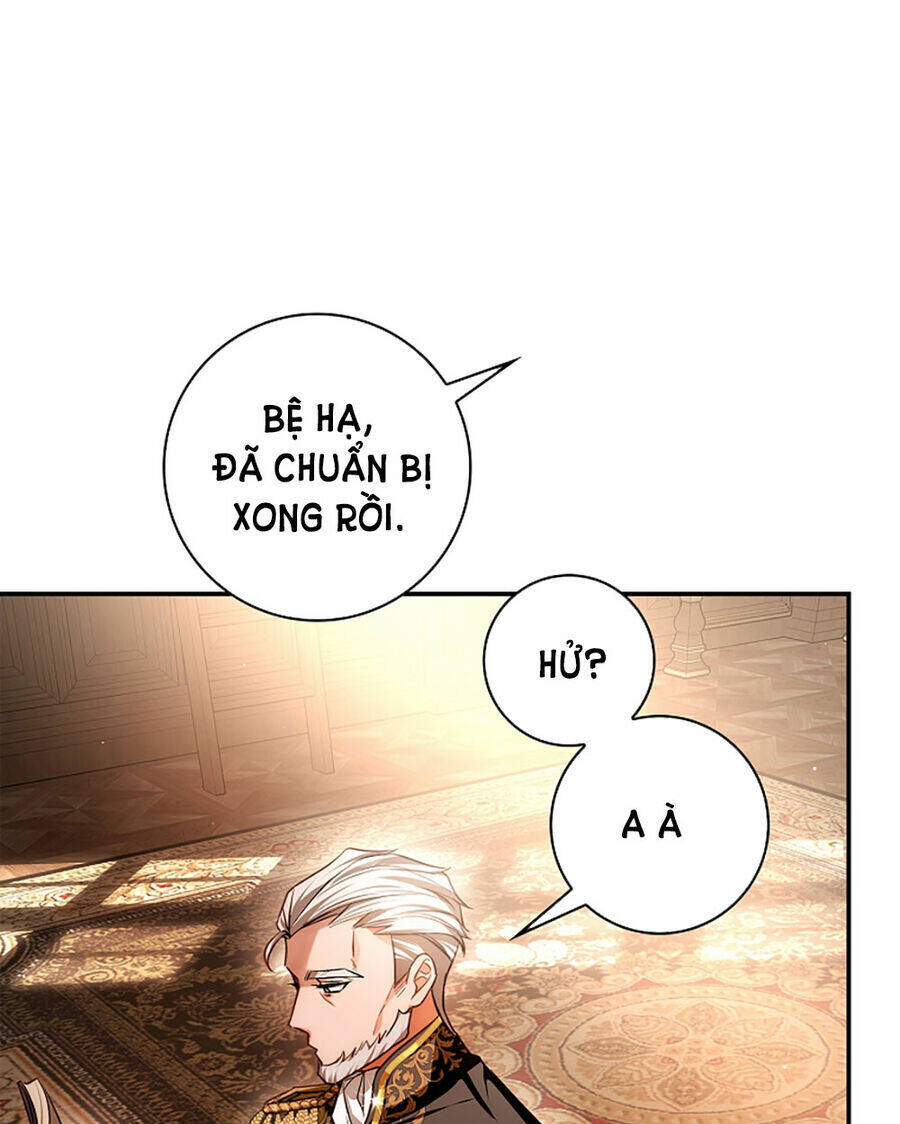 BỆ HẠ,
ĐÃ CHUẨN BỊ
XONG RỒI.
HỬ?
A À